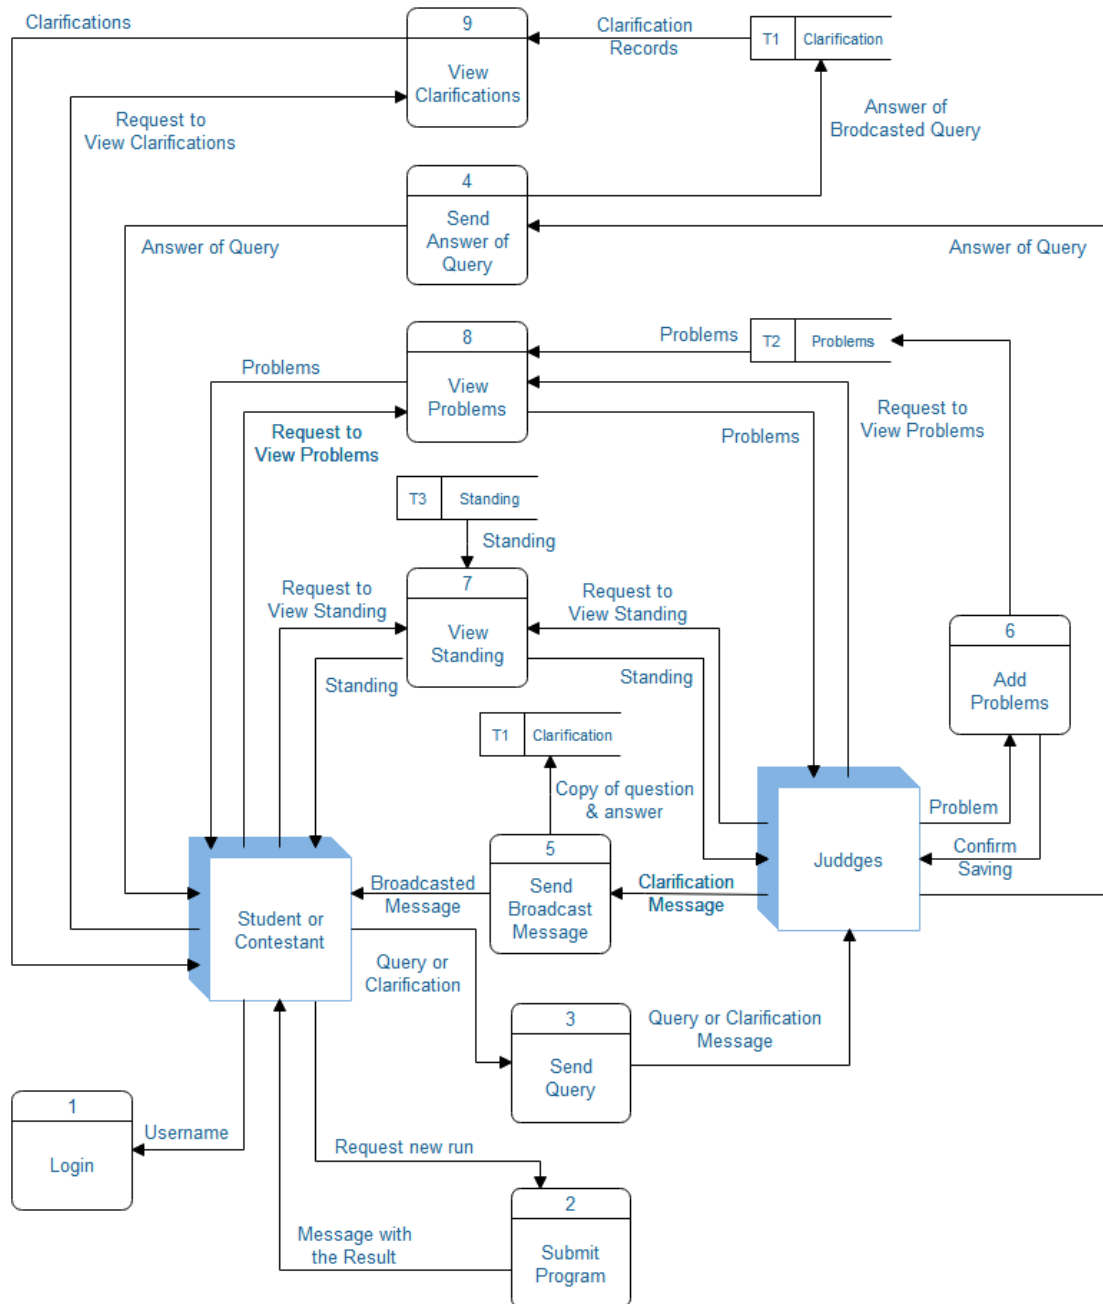 Clarifications
9
View
Clarifications
Clarification
Records
T1
Clarification
Request to
View Clarifications
Answer of
Brodcasted Query
4
Send
Answer of
Query
Answer of Query
Answer of Query
8
View
Problems
Problems
T2
Problems
Problems
Request to
View Problems
Problems
Request to
View Problems
T3
Standing
Standing
7
View
Standing
Request to
View Standing
Request to
View Standing
Standing
Standing
6
Add
Problems
T1
Clarification
Copy of question
& answer
Problem
Confirm
Saving
Juddges
5
Send
Broadcast
Message
Broadcasted
Message
Clarification
Message
Student or
Contestant
Query or
Clarification
3
Send
Query
Query or Clarification
Message
1
Login
Username
Request new run
2
Submit
Program
Message with
the Result